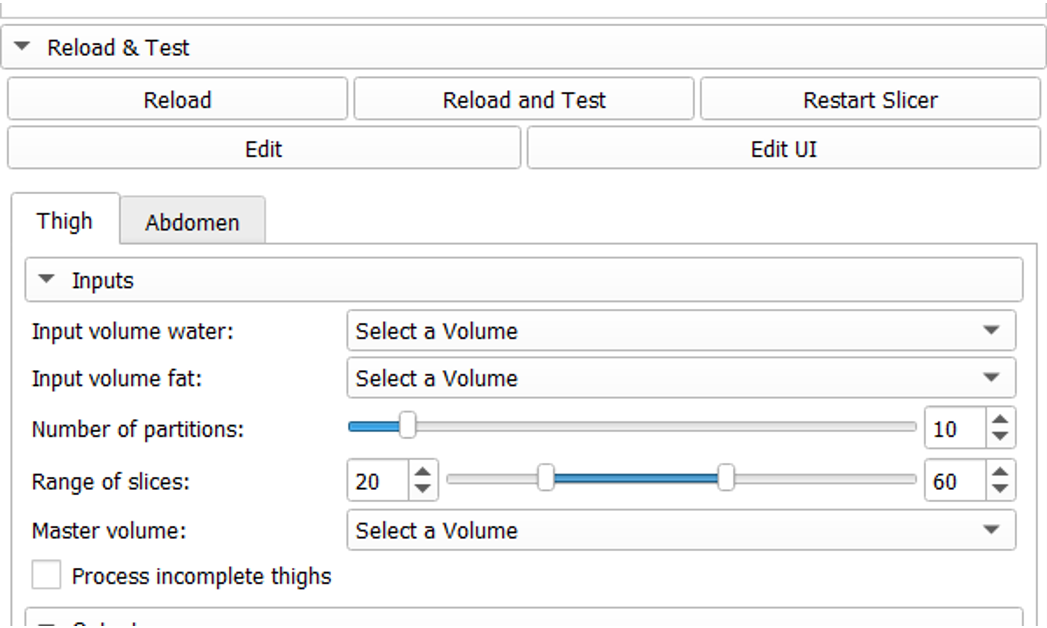 Reload & Test
Reload Reload and Test Restart Slicer
Edit Edit UI
Thigh Abdomen
Inputs
Input volume water: Select a Volume
Input volume fat: Select a Volume
Number of partitions: 10
Range of slices: 20 60
Master volume: Select a Volume
Process incomplete thighs